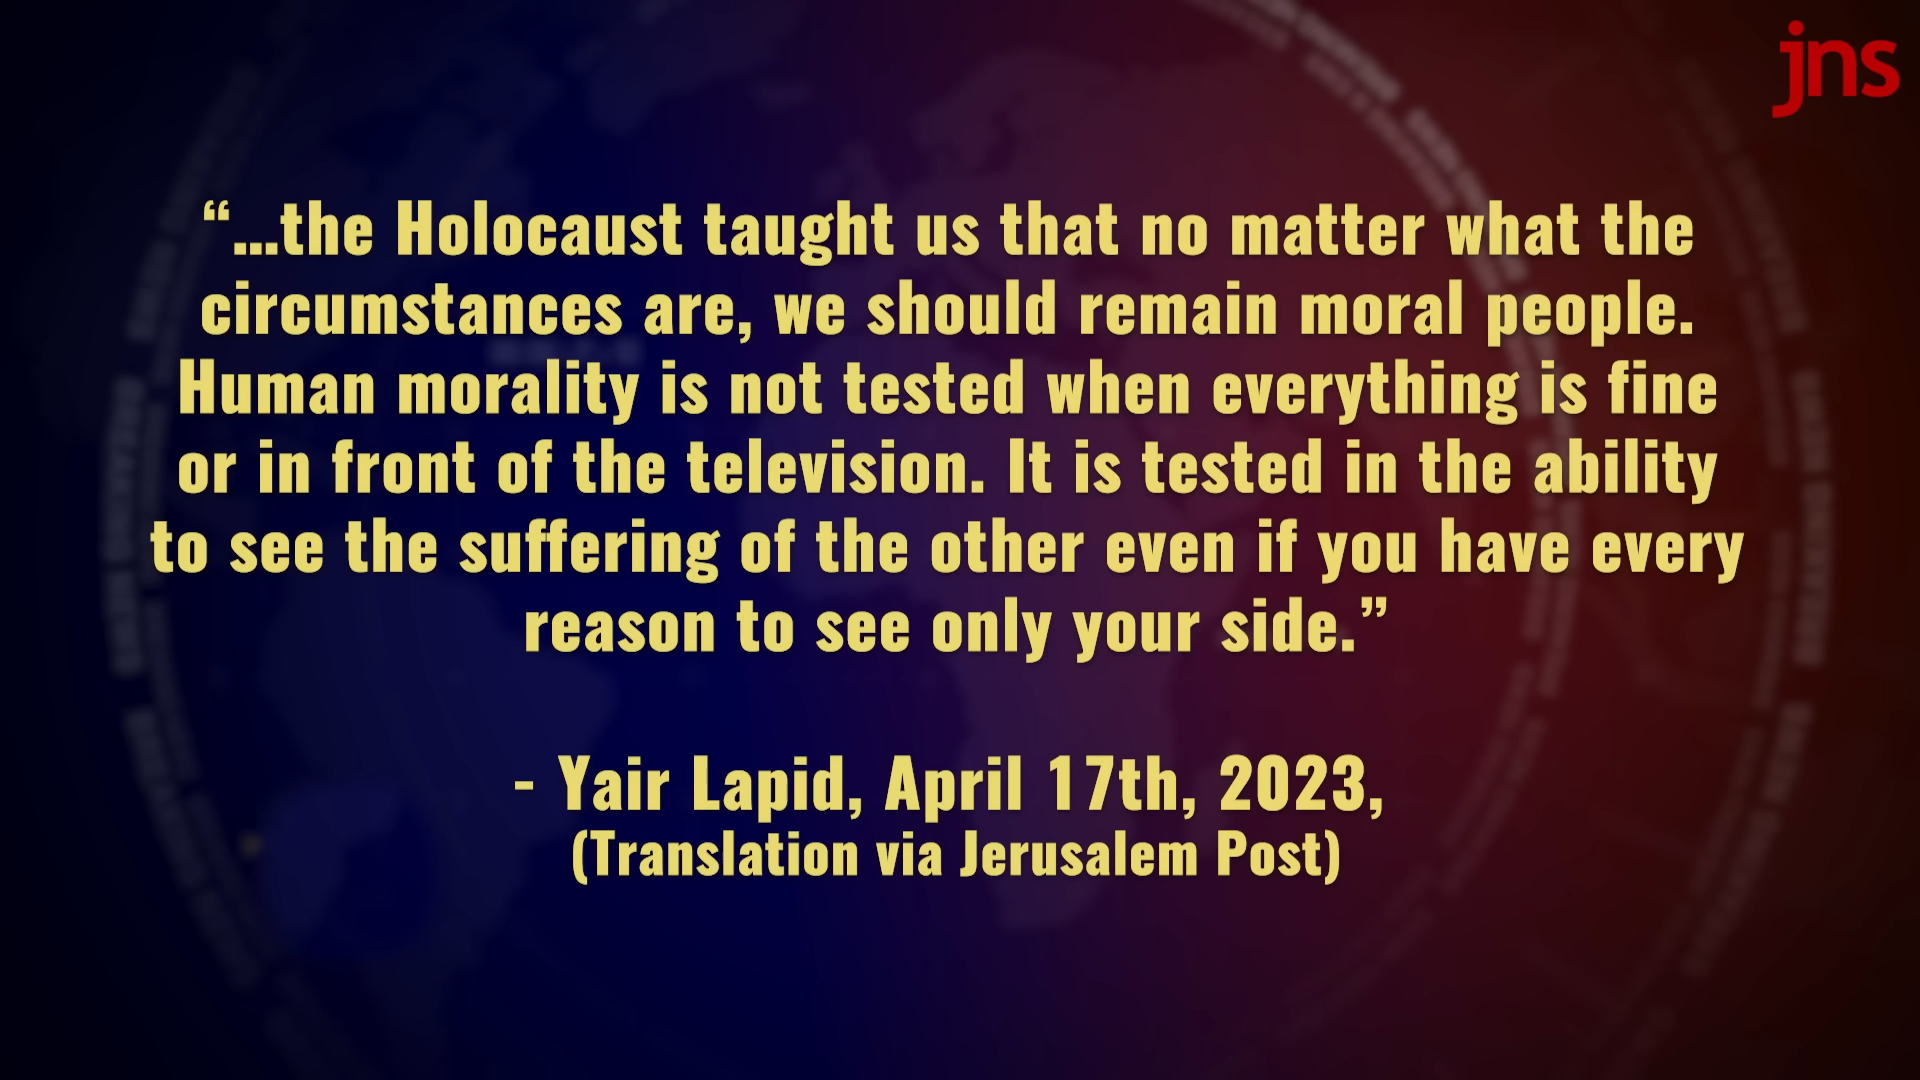 jns
“...the Holocaust taught us that no matter what the
circumstances are, we should remain moral people.
Human morality is not tested when everything is fine
or in front of the television. It is tested in the ability
to see the suffering of the other even if you have every
reason to see only your side.”
- Yair Lapid, April 17th, 2023,
(Translation via Jerusalem Post)